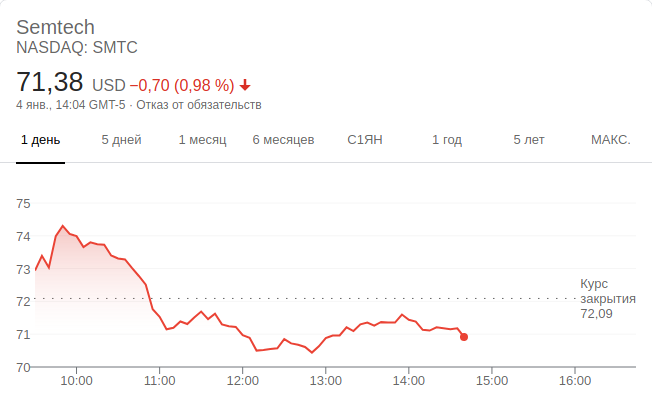 Semtech
NASDAQ: SMTC
71,38 USD −0,70 (0,98 %)
4 янв., 14:04 GMT-5 · Отказ от обязательств
1 день 5 дней 1 месяц 6 месяцев С1ЯН 1 год 5 лет МАКС.
75
74
73
72
71
70
Курс
закрытия
72,09
10:00 11:00 12:00 13:00 14:00 15:00 16:00